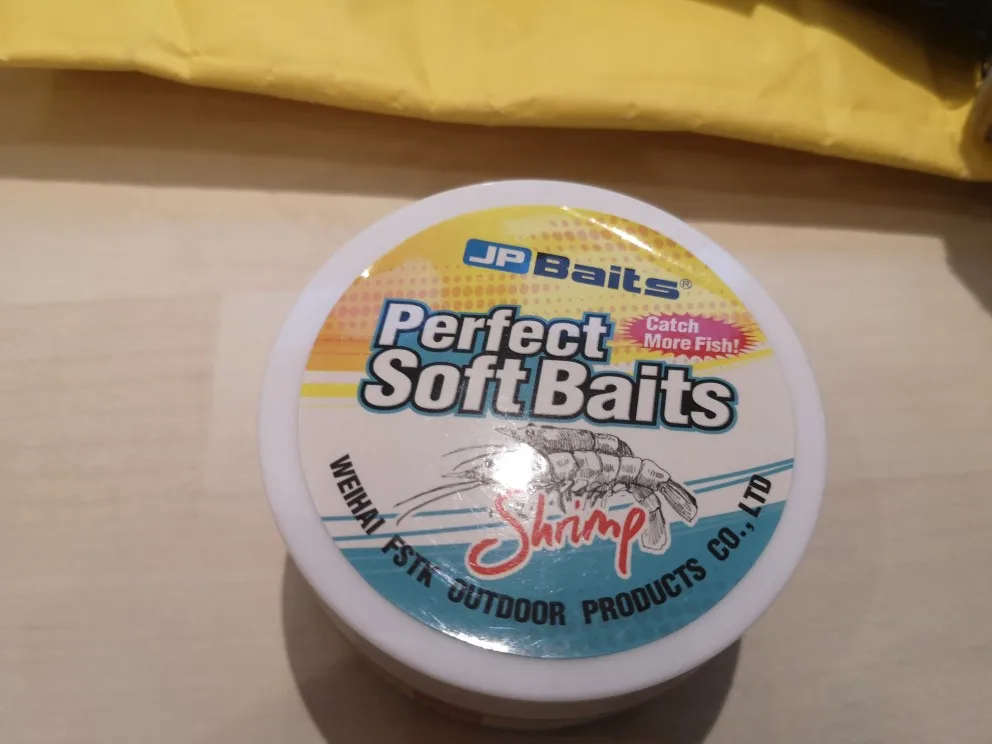 JP Baits®
Perfect
Catch
More Fish!
Soft Baits
Shrimp
WEIHAI FSTK OUTDOOR PRODUCTS CO., LTD